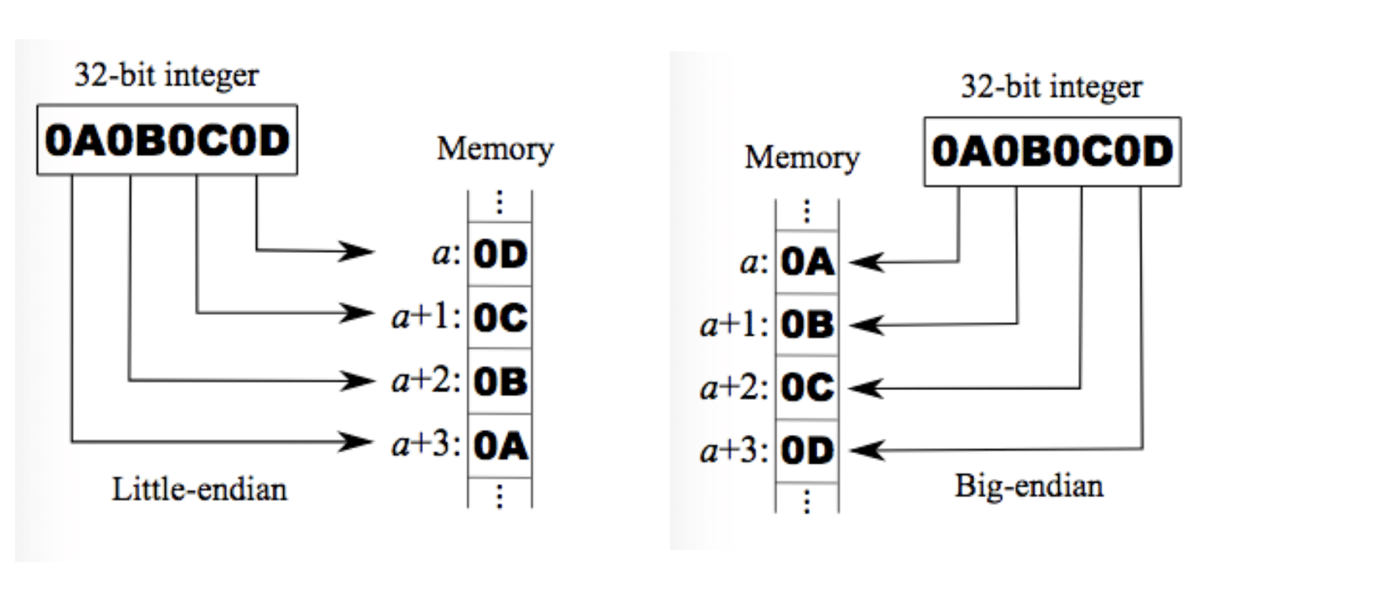 32-bit integer
0A0B0C0D
Memory
⋮
a: 0D
a+1: 0C
a+2: 0B
a+3: 0A
⋮
Little-endian
32-bit integer
0A0B0C0D
Memory
⋮
a: 0A
a+1: 0B
a+2: 0C
a+3: 0D
⋮
Big-endian